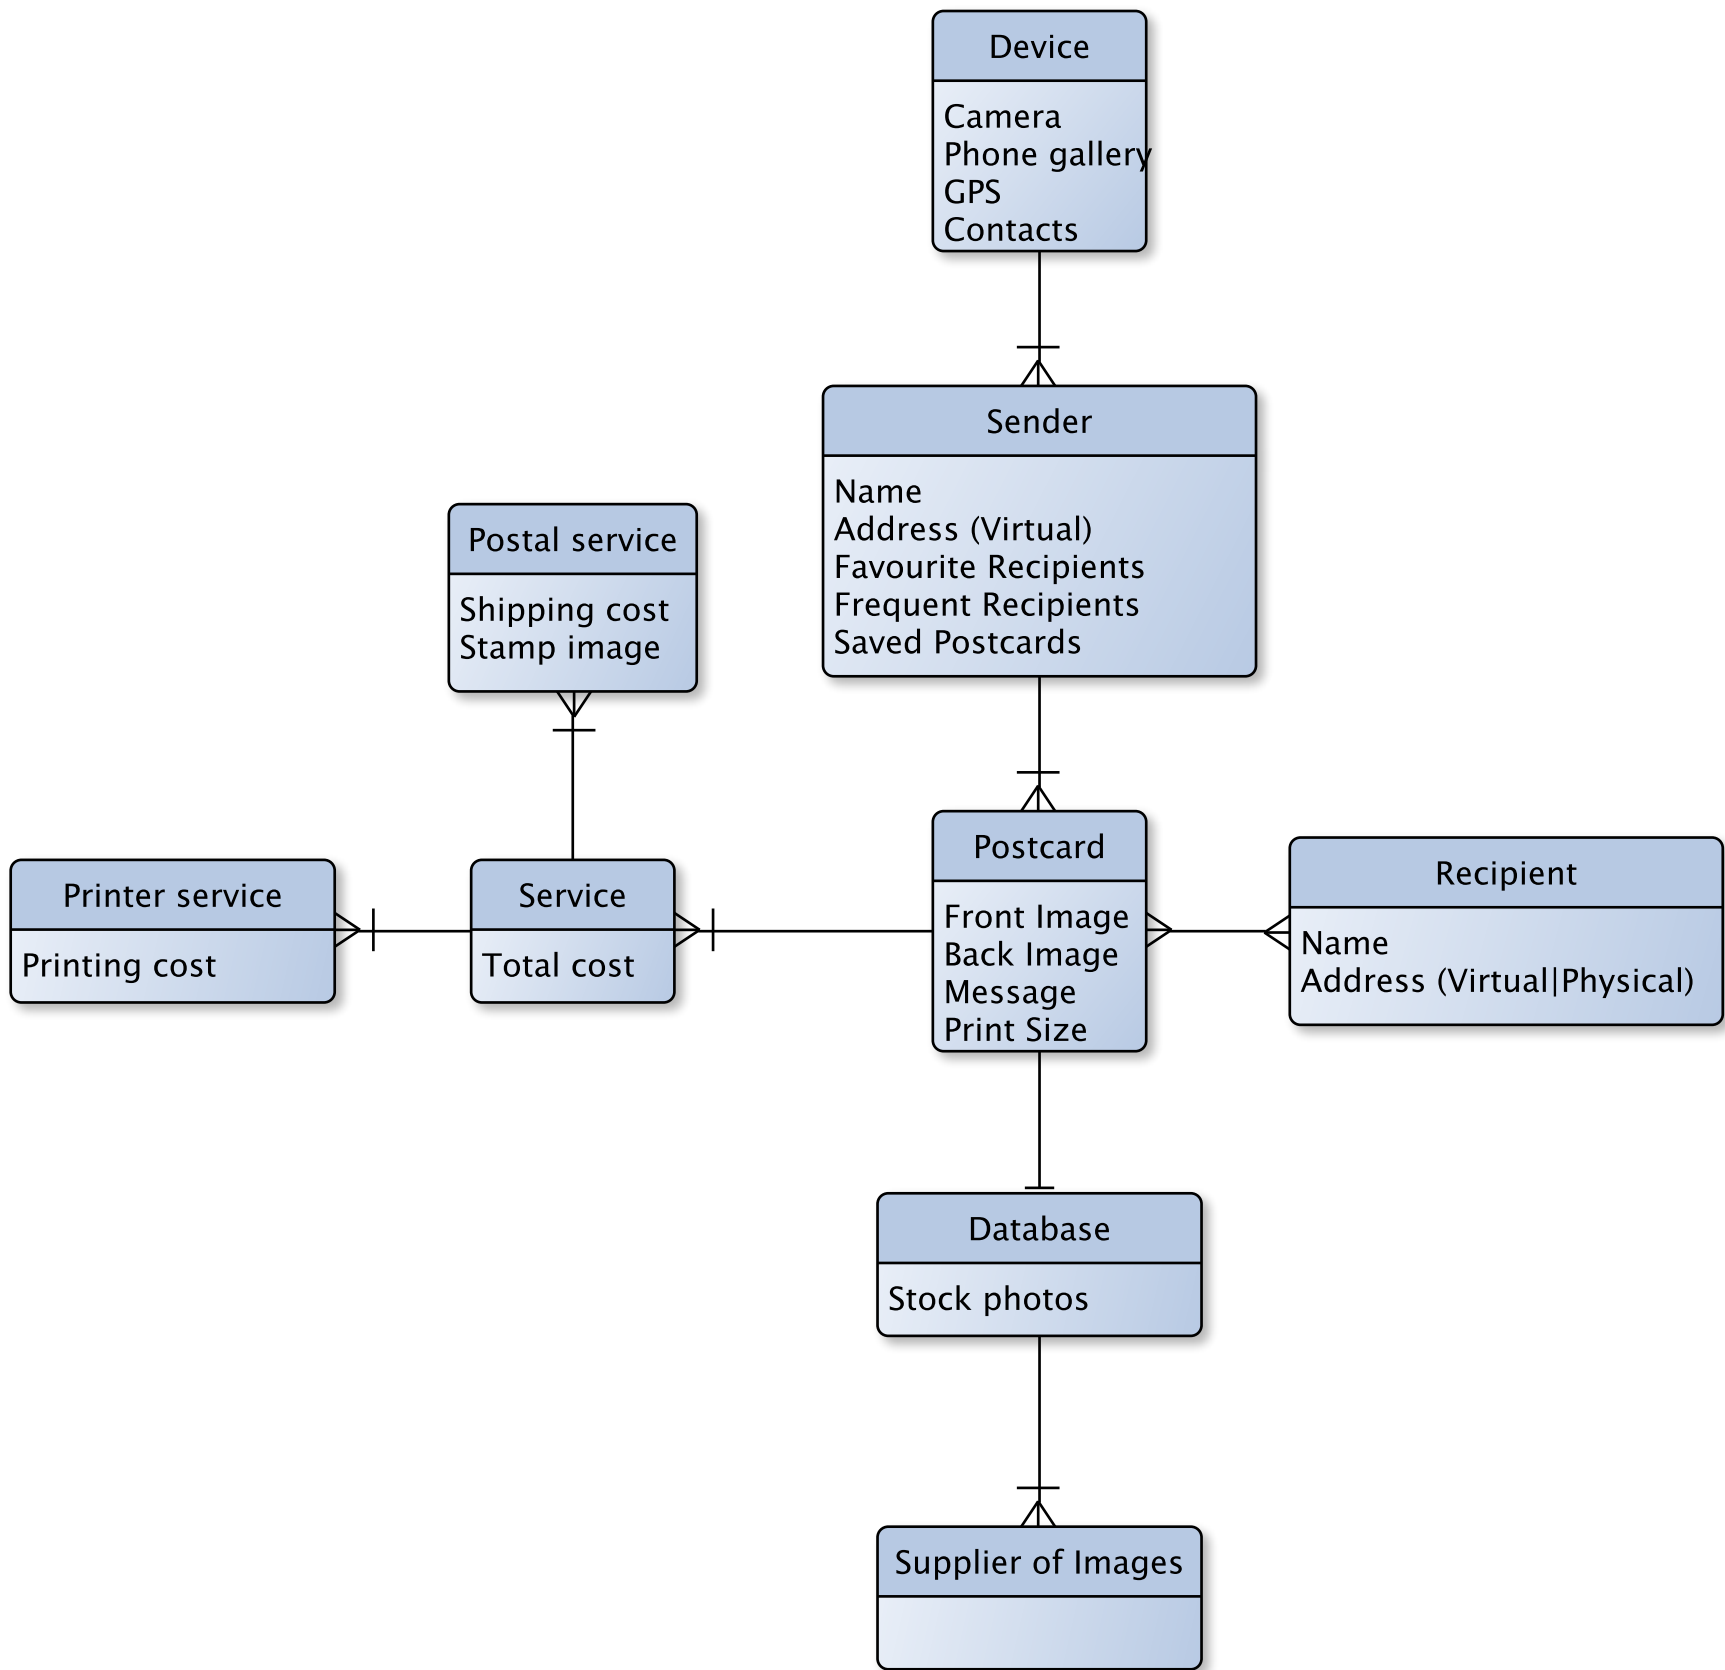 Device
Camera
Phone gallery
GPS
Contacts
Sender
Name
Address (Virtual)
Favourite Recipients
Frequent Recipients
Saved Postcards
Postal service
Shipping cost
Stamp image
Printer service
Printing cost
Service
Total cost
Postcard
Front Image
Back Image
Message
Print Size
Recipient
Name
Address (Virtual|Physical)
Database
Stock photos
Supplier of Images